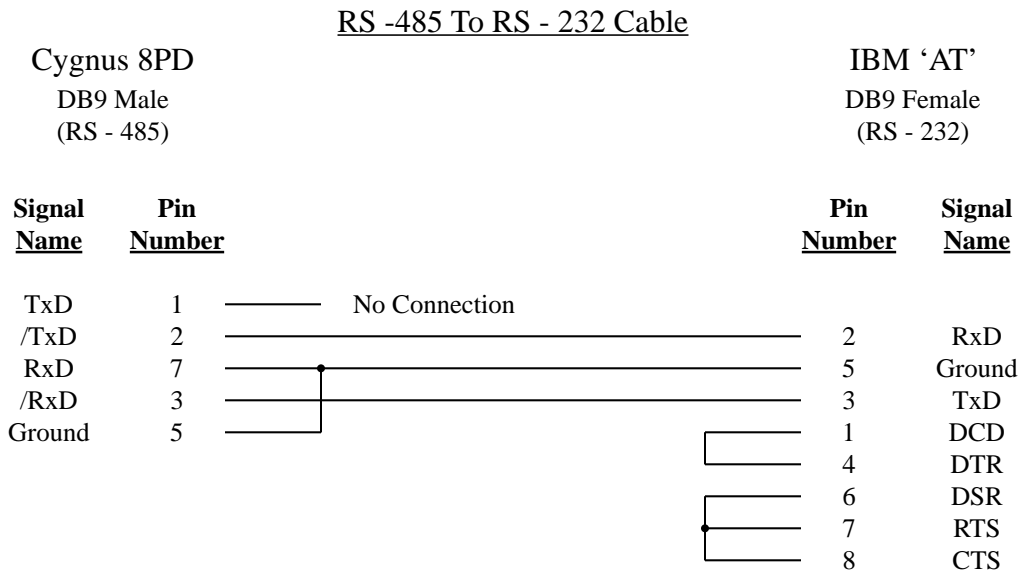 RS -485 To RS - 232 Cable
Cygnus 8PD IBM ‘AT’
DB9 Male DB9 Female
(RS - 485) (RS - 232)
Signal Pin Pin Signal
Name Number Number Name
TxD 1 No Connection
/TxD 2 2 RxD
RxD 7 5 Ground
/RxD 3 3 TxD
Ground 5 1 DCD
4 DTR
6 DSR
7 RTS
8 CTS